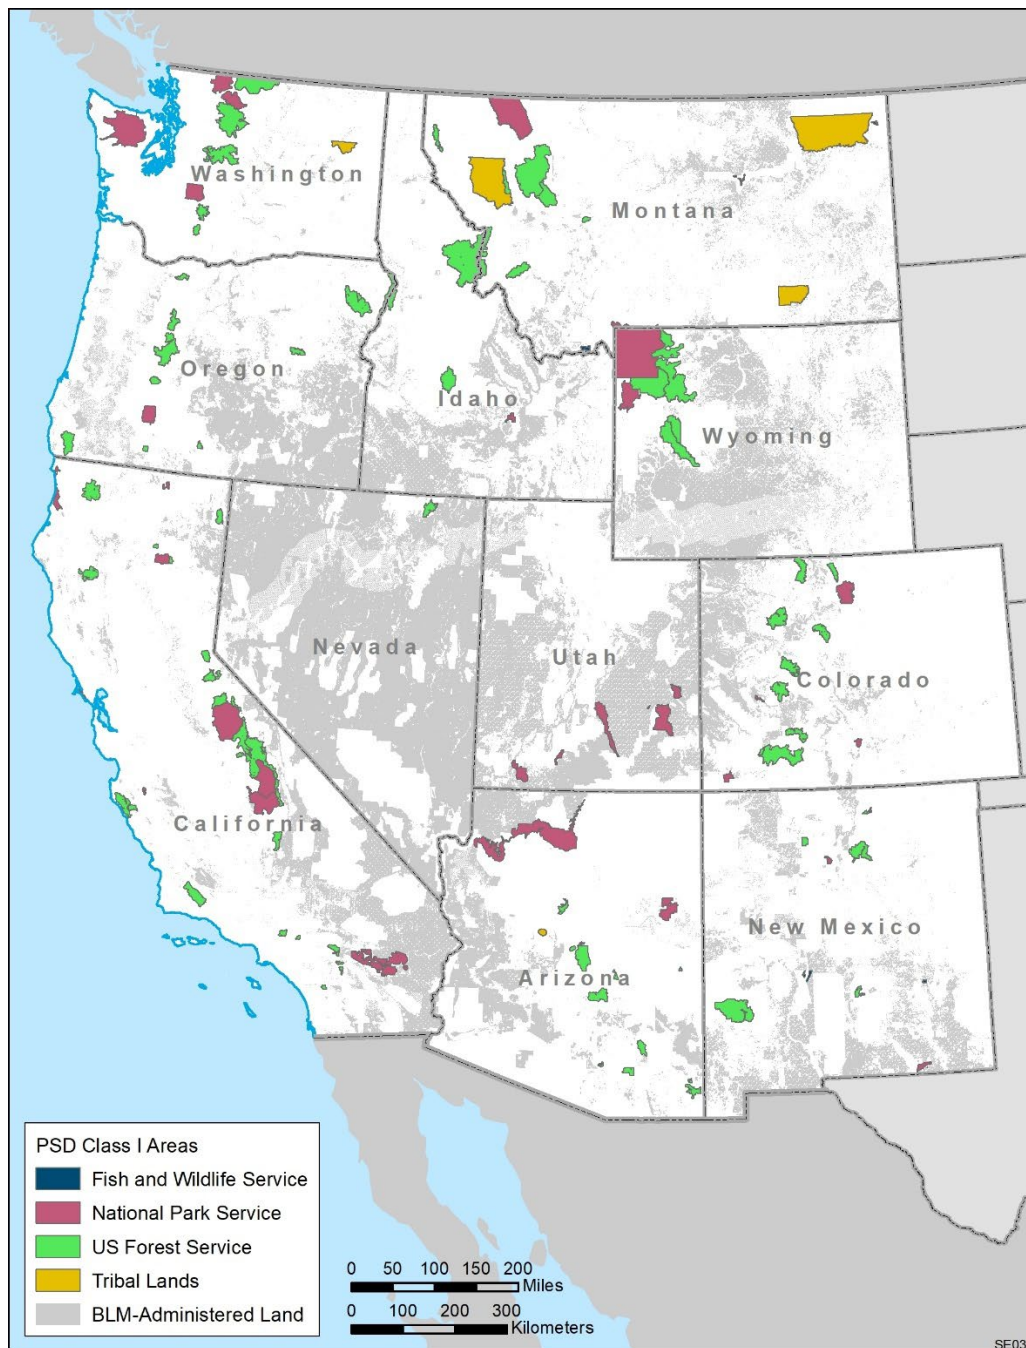 Washington
Montana
Oregon
Idaho
Wyoming
Nevada
Utah
Colorado
California
New Mexico
Arizona
PSD Class I Areas
Fish and Wildlife Service
National Park Service
US Forest Service
Tribal Lands
BLM-Administered Land
0 50 100 150 200
Miles
0 100 200 300
Kilometers
SE03